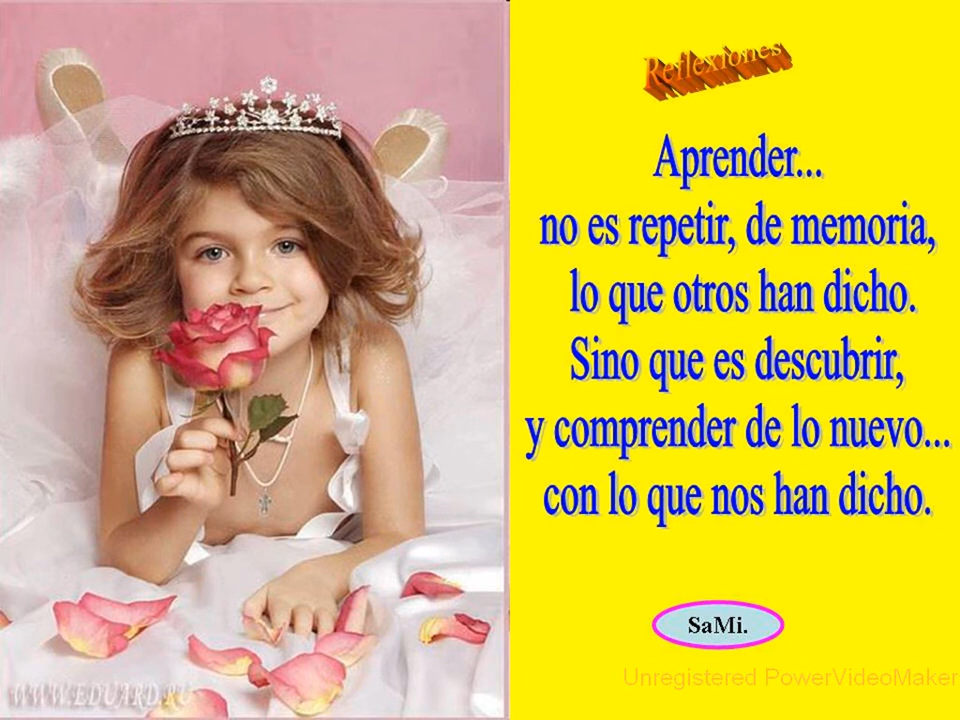 Reflexiones
Aprender...
no es repetir, de memoria,
lo que otros han dicho.
Sino que es descubrir,
y comprender de lo nuevo...
con lo que nos han dicho.
SaMi.
Unregistered PowerVideoMaker
WWW.EDUARD.RU